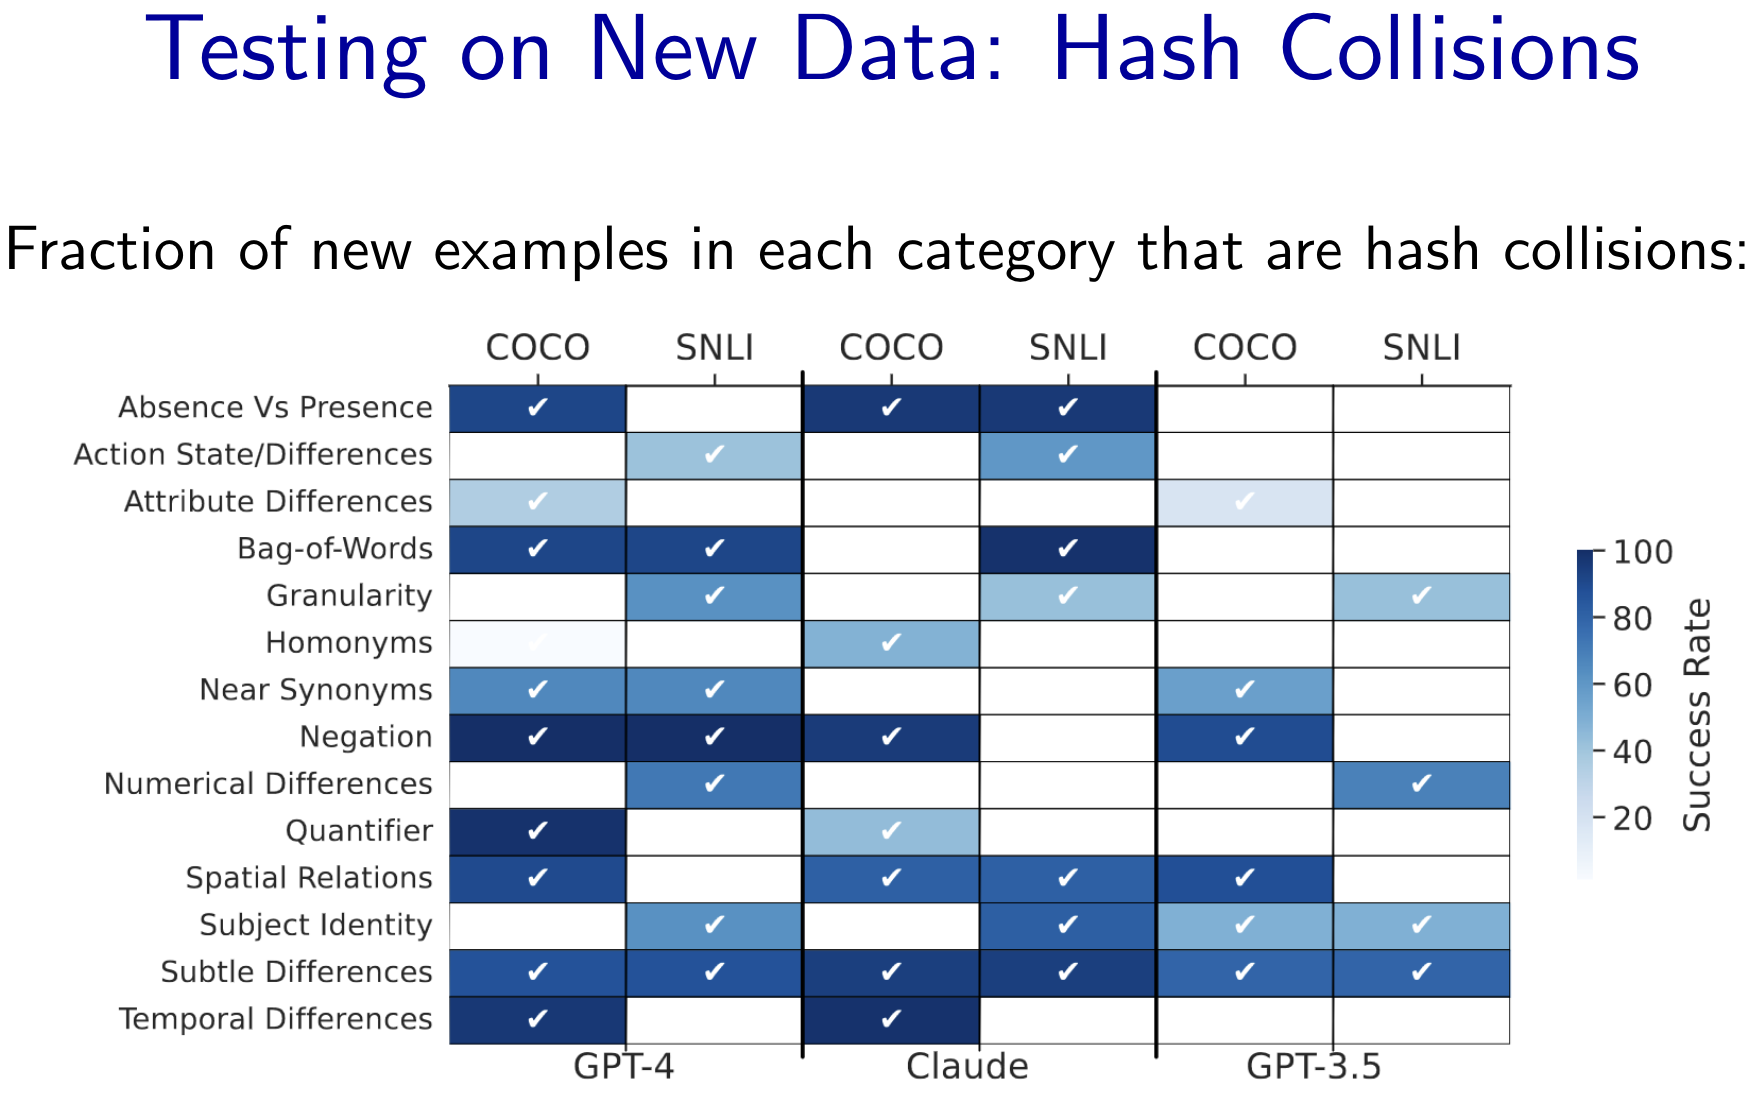 Testing on New Data: Hash Collisions
Fraction of new examples in each category that are hash collisions:
COCO SNLI COCO SNLI COCO SNLI
Absence Vs Presence ✔ ✔ ✔
Action State/Differences ✔ ✔
Attribute Differences ✔ ✔
Bag-of-Words ✔ ✔ ✔
Granularity ✔ ✔ ✔
Homonyms ✔ ✔
Near Synonyms ✔ ✔ ✔
Negation ✔ ✔ ✔ ✔
Numerical Differences ✔ ✔
Quantifier ✔ ✔
Spatial Relations ✔ ✔ ✔ ✔
Subject Identity ✔ ✔ ✔ ✔
Subtle Differences ✔ ✔ ✔ ✔ ✔ ✔
Temporal Differences ✔ ✔
GPT-4 Claude GPT-3.5
100
80
60
40
20
Success Rate